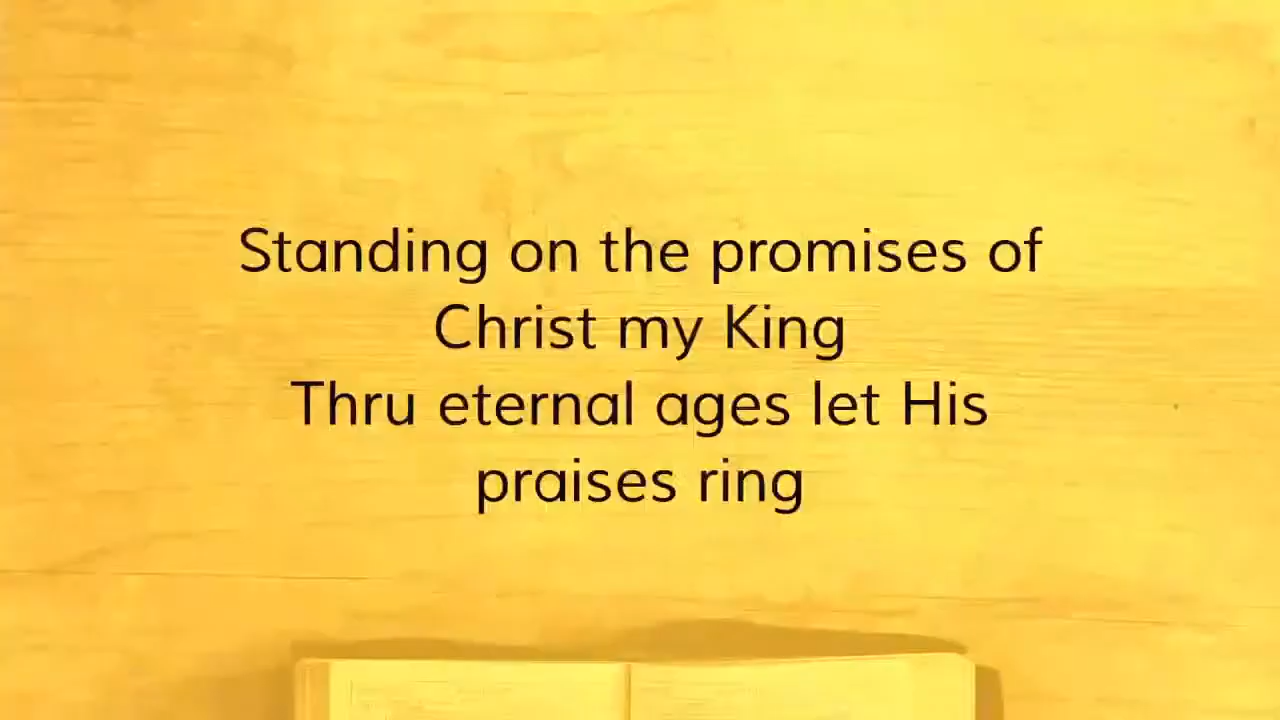 Standing on the promises of
Christ my King
Thru eternal ages let His
praises ring